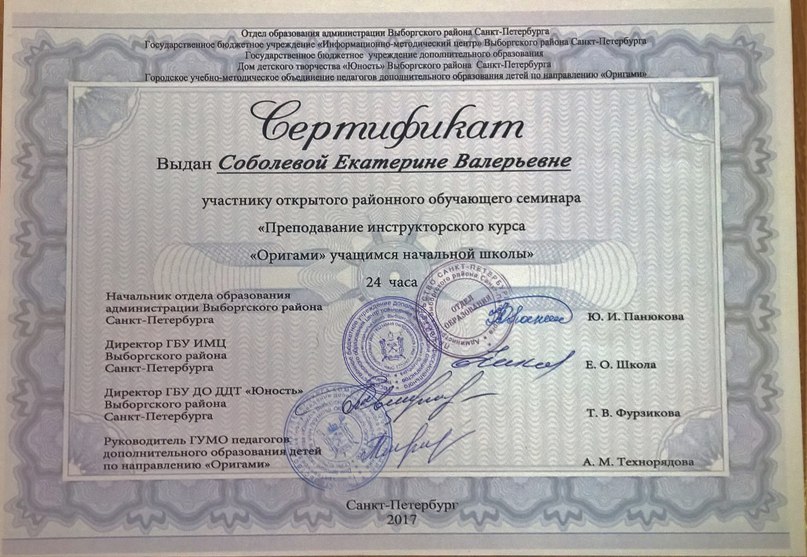 Отдел образования администрации Выборгского района Санкт-Петербурга
Государственное бюджетное учреждение «Информационно-методический центр» Выборгского района Санкт-Петербурга
Государственное бюджетное учреждение дополнительного образования
Дом детского творчества «Юность» Выборгского района Санкт-Петербурга
Городское учебно-методическое объединение педагогов дополнительного образования детей по направлению «Оригами»
Сертификат
Выдан Соболевой Екатерине Валерьевне
участнику открытого районного обучающего семинара
«Преподавание инструкторского курса
«Оригами» учащимся начальной школы»
24 часа
Начальник отдела образования
администрации Выборгского района
Санкт-Петербурга
Ю. И. Панюкова
Директор ГБУ ИМЦ
Выборгского района
Санкт-Петербурга
Е. О. Школа
Директор ГБУ ДО ДДТ «Юность»
Выборгского района
Санкт-Петербурга
Т. В. Фурзикова
Руководитель ГУМО педагогов
дополнительного образования детей
по направлению «Оригами»
А. М. Технорядова
ОТДЕЛ
ОБРАЗОВАНИЯ
Санкт-Петербург
2017